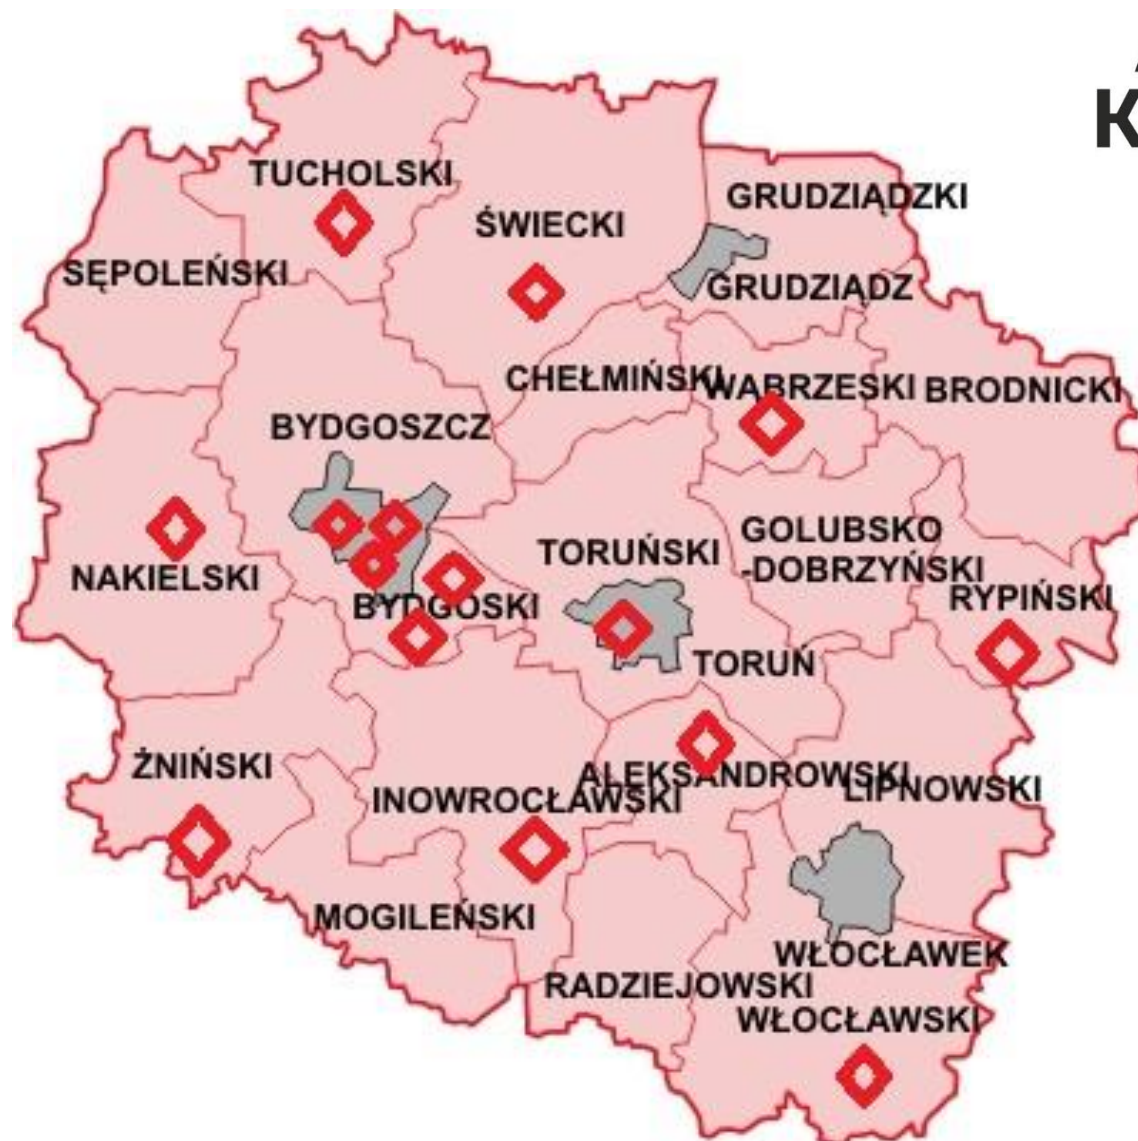 K
TUCHOLSKI
GRUDZIĄDZKI
ŚWIECKI
SĘPOLEŃSKI
GRUDZIĄDZ
CHEŁMIŃSKI
WĄBRZESKI
BRODNICKI
BYDGOSZCZ
GOLUBSKO
-DOBRZYŃSKI
TORUŃSKI
NAKIELSKI
BYDGOSKI
RYPIŃSKI
TORUŃ
ŻNIŃSKI
ALEKSANDROWSKI
LIPNOWSKI
INOWROCŁAWSKI
MOGILEŃSKI
WŁOCŁAWEK
RADZIEJOWSKI
WŁOCŁAWSKI